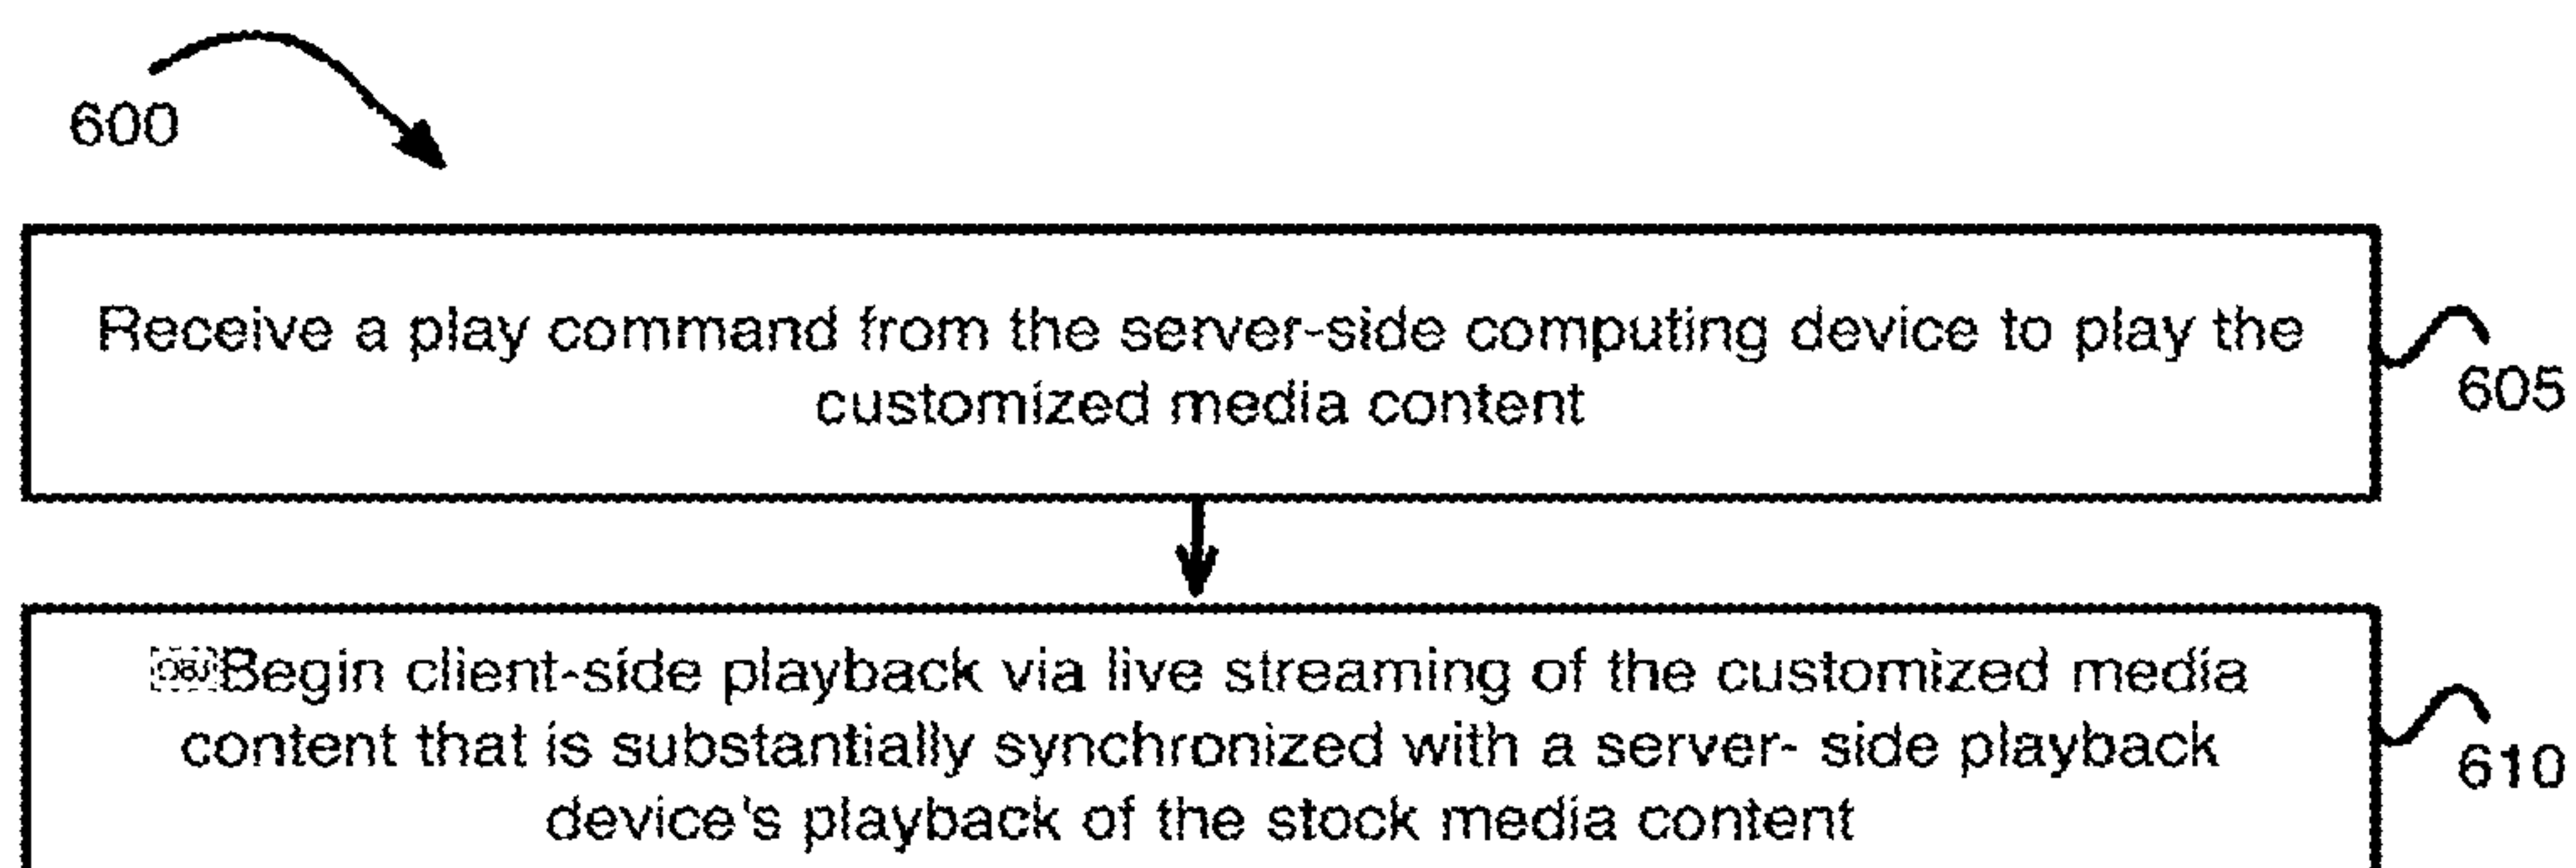 600
Receive a play command from the server-side computing device to play the
customized media content
605
Begin client-side playback via live streaming of the customized media
content that is substantially synchronized with a server- side playback
device's playback of the stock media content
610